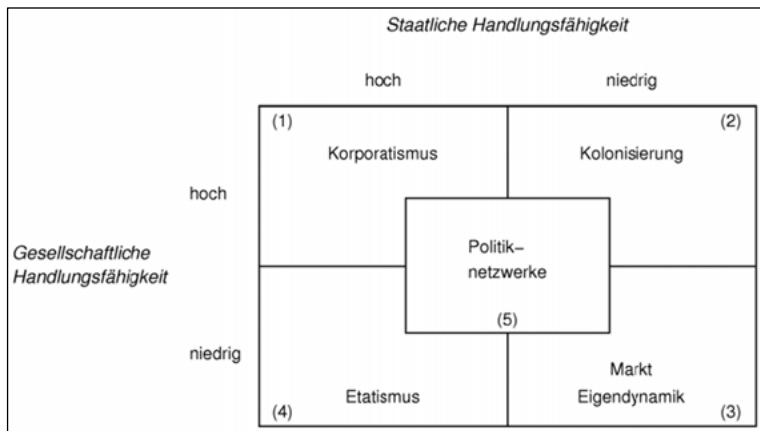 Staatliche Handlungsfähigkeit
hoch
niedrig
(1)
(2)
Korporatismus
Kolonisierung
hoch
Gesellschaftliche
Handlungsfähigkeit
Politik–
netzwerke
(5)
niedrig
Markt
Etatismus
Eigendynamik
(4)
(3)